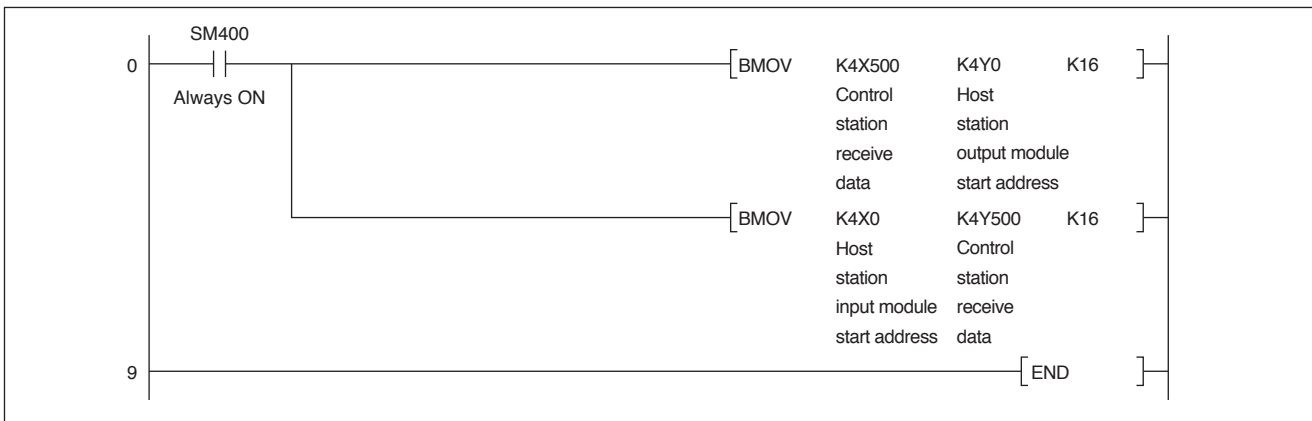 SM400
0 BMOV K4X500 K4Y0 K16
Always ON
Control Host
station station
receive output module
data start address
BMOV K4X0 K4Y500 K16
Host Control
station station
input module receive
start address data
9 END